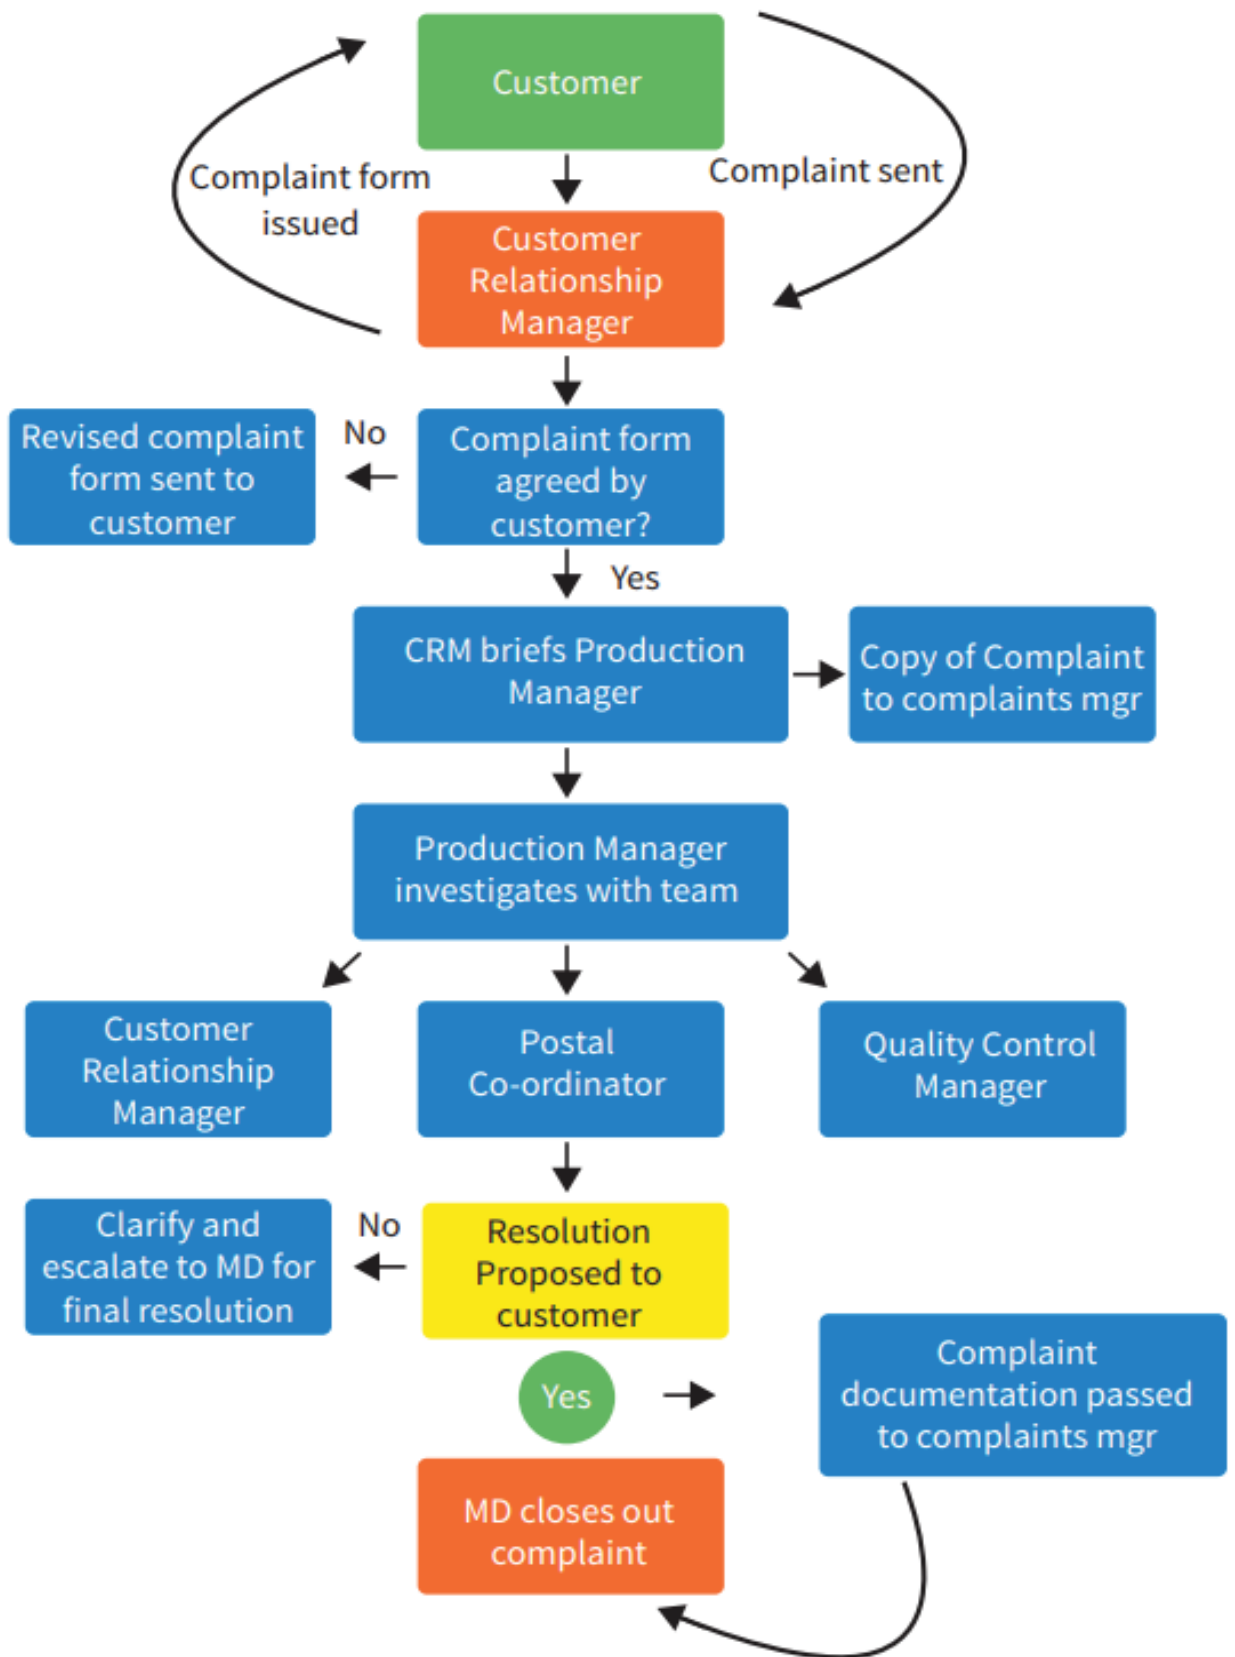 Customer
Complaint form
issued
Complaint sent
Customer
Relationship
Manager
Revised complaint
form sent to
customer
No
Complaint form
agreed by
customer?
Yes
CRM briefs Production
Manager
Copy of Complaint
to complaints mgr
Production Manager
investigates with team
Customer
Relationship
Manager
Postal
Co-ordinator
Quality Control
Manager
Clarify and
escalate to MD for
final resolution
No
Resolution
Proposed to
customer
Yes
Complaint
documentation passed
to complaints mgr
MD closes out
complaint